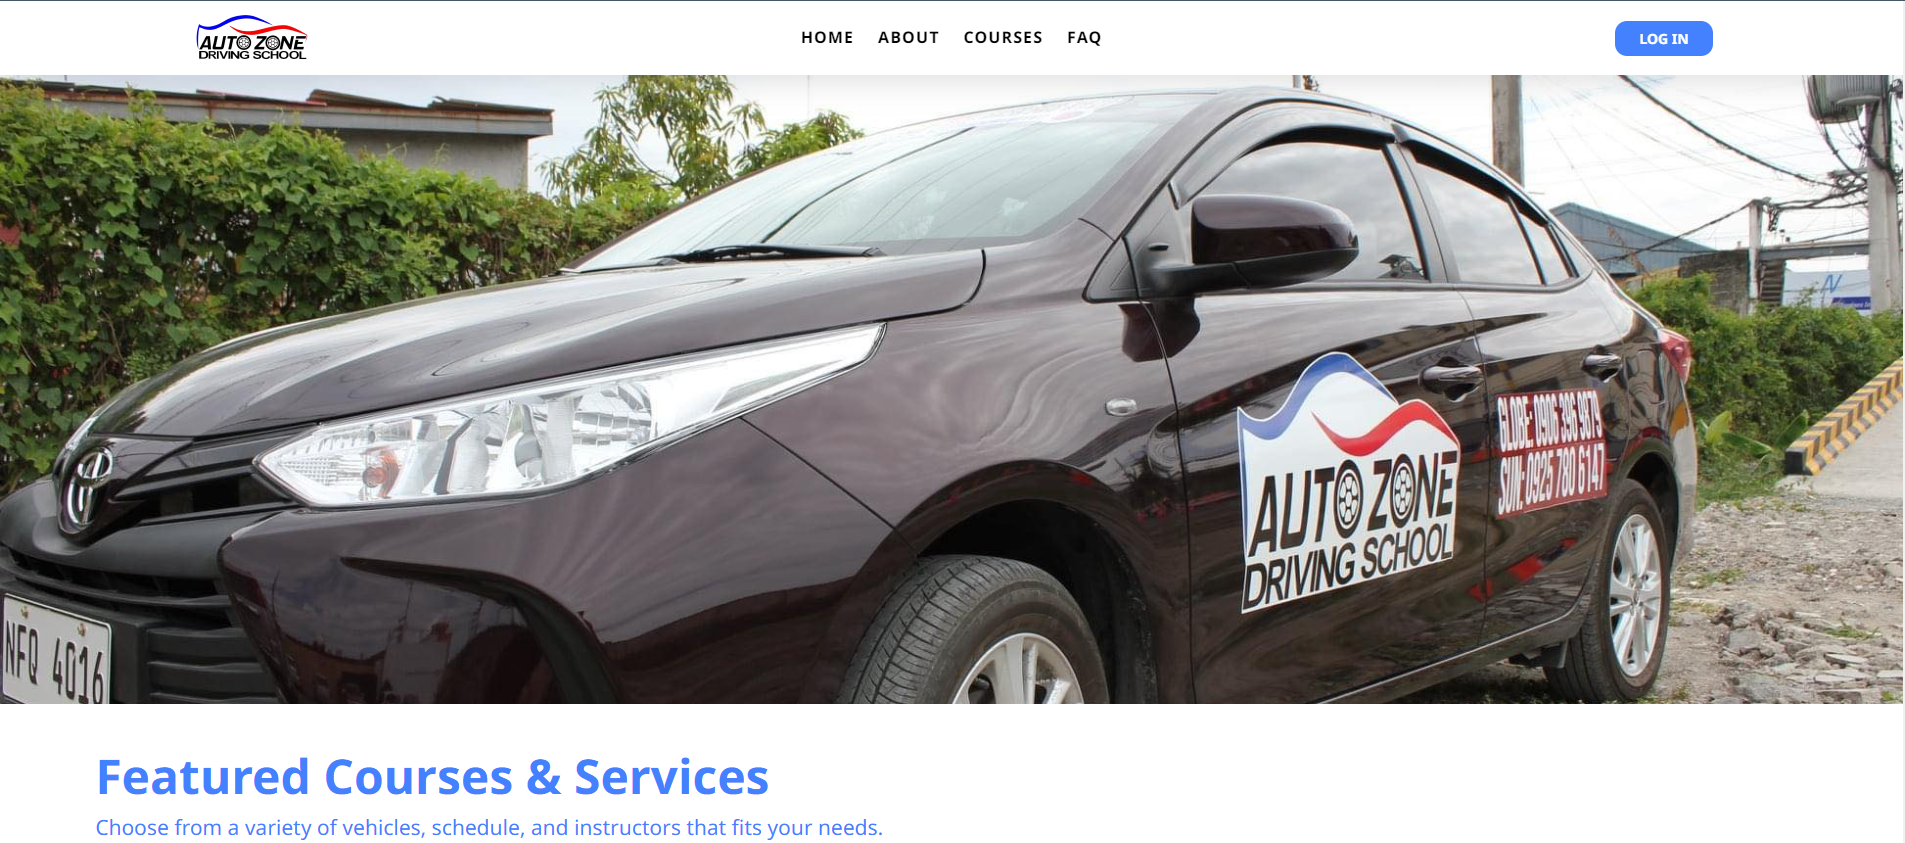 AUTO ZONE
DRIVING SCHOOL
HOME ABOUT COURSES FAQ
LOG IN
AUTO ZONE
DRIVING SCHOOL
GLOBE: 0906 396 9879
SUN: 0925 780 6147
NFQ 4016
Featured Courses & Services
Choose from a variety of vehicles, schedule, and instructors that fits your needs.